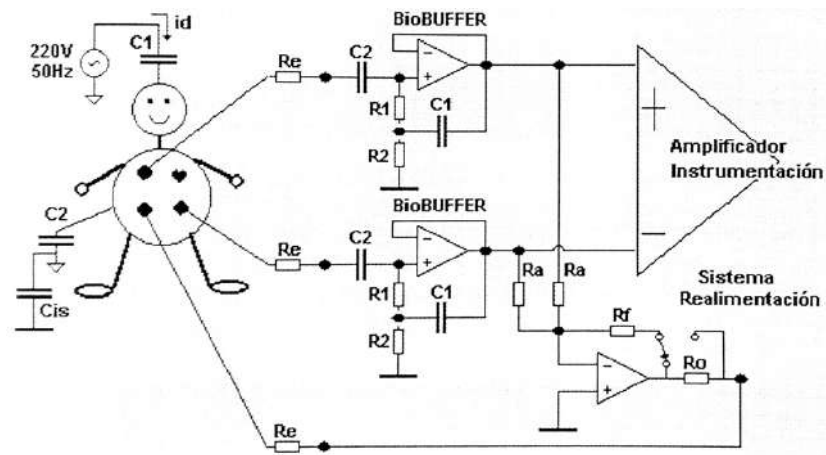 id
C1
220V
50Hz
C2
Cis
Re
C2
BioBUFFER
−
+
R1
C1
R2
Re
C2
BioBUFFER
−
+
R1
C1
R2
Ra
Ra
+
Amplificador
Instrumentación
−
Sistema
Realimentación
Rf
−
+
Ro
Re